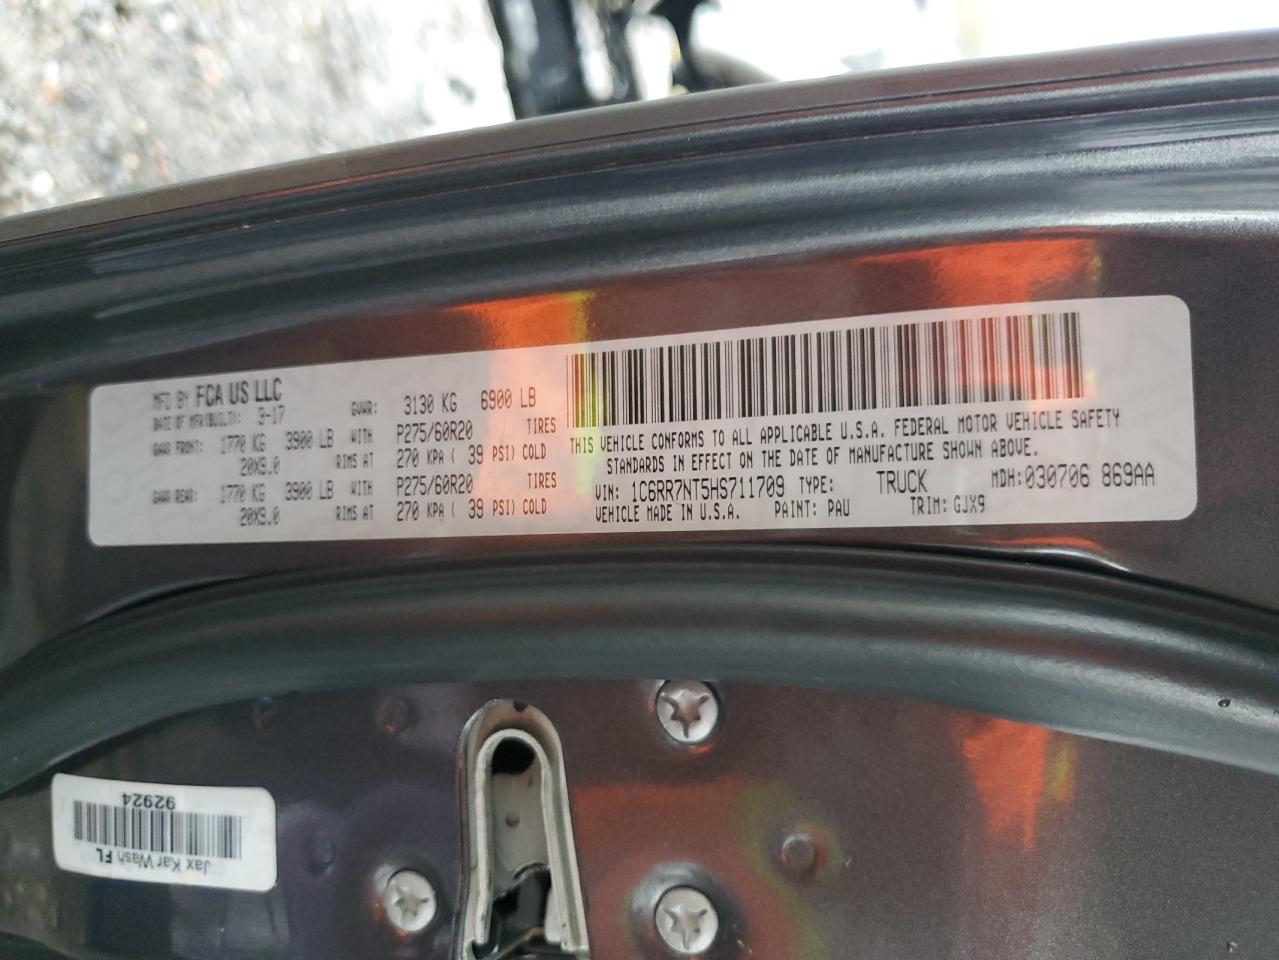 MFD BY FCA US LLC
DATE OF MFR(BUILT): 3-17 GVWR: 3130 KG 6900 LB
GAWR FRONT: 1770 KG 3900 LB WITH P275/60R20 TIRES
20X9.0 RIMS AT 270 KPA ( 39 PSI) COLD
GAWR REAR: 1770 KG 3900 LB WITH P275/60R20 TIRES
20X9.0 RIMS AT 270 KPA ( 39 PSI) COLD
THIS VEHICLE CONFORMS TO ALL APPLICABLE U.S.A. FEDERAL MOTOR VEHICLE SAFETY
STANDARDS IN EFFECT ON THE DATE OF MANUFACTURE SHOWN ABOVE.
VIN: 1C6RR7NT5HS711709 TYPE: TRUCK MDH:030706 869AA
VEHICLE MADE IN U.S.A. PAINT: PAU TRIM: GJX9
Jax Kar Wash FL
92924